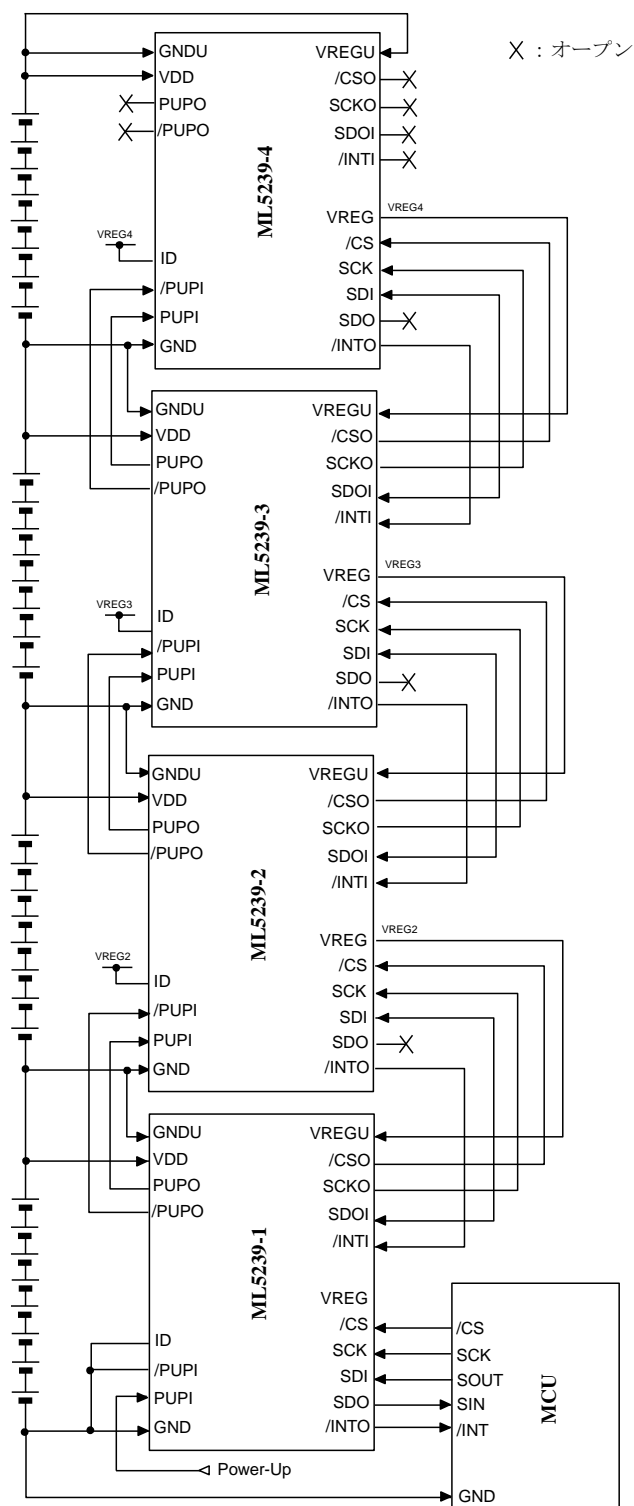 X : オープン
GNDU
VDD
PUPO
/PUPO
VREG4
ID
/PUPI
PUPI
GND
ML5239-4
VREGU
/CSO
SCKO
SDOI
/INTI
VREG
VREG4
/CS
SCK
SDI
SDO
/INTO
GNDU
VDD
PUPO
/PUPO
VREG3
ID
/PUPI
PUPI
GND
ML5239-3
VREGU
/CSO
SCKO
SDOI
/INTI
VREG
VREG3
/CS
SCK
SDI
SDO
/INTO
GNDU
VDD
PUPO
/PUPO
VREG2
ID
/PUPI
PUPI
GND
ML5239-2
VREGU
/CSO
SCKO
SDOI
/INTI
VREG
VREG2
/CS
SCK
SDI
SDO
/INTO
GNDU
VDD
PUPO
/PUPO
ID
/PUPI
PUPI
GND
Power-Up
ML5239-1
VREGU
/CSO
SCKO
SDOI
/INTI
VREG
/CS
SCK
SDI
SDO
/INTO
/CS
SCK
SOUT
SIN
/INT
GND
MCU